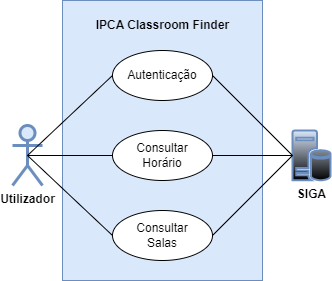 IPCA Classroom Finder
Autenticação
Consultar
Horário
Utilizador
SIGA
Consultar
Salas